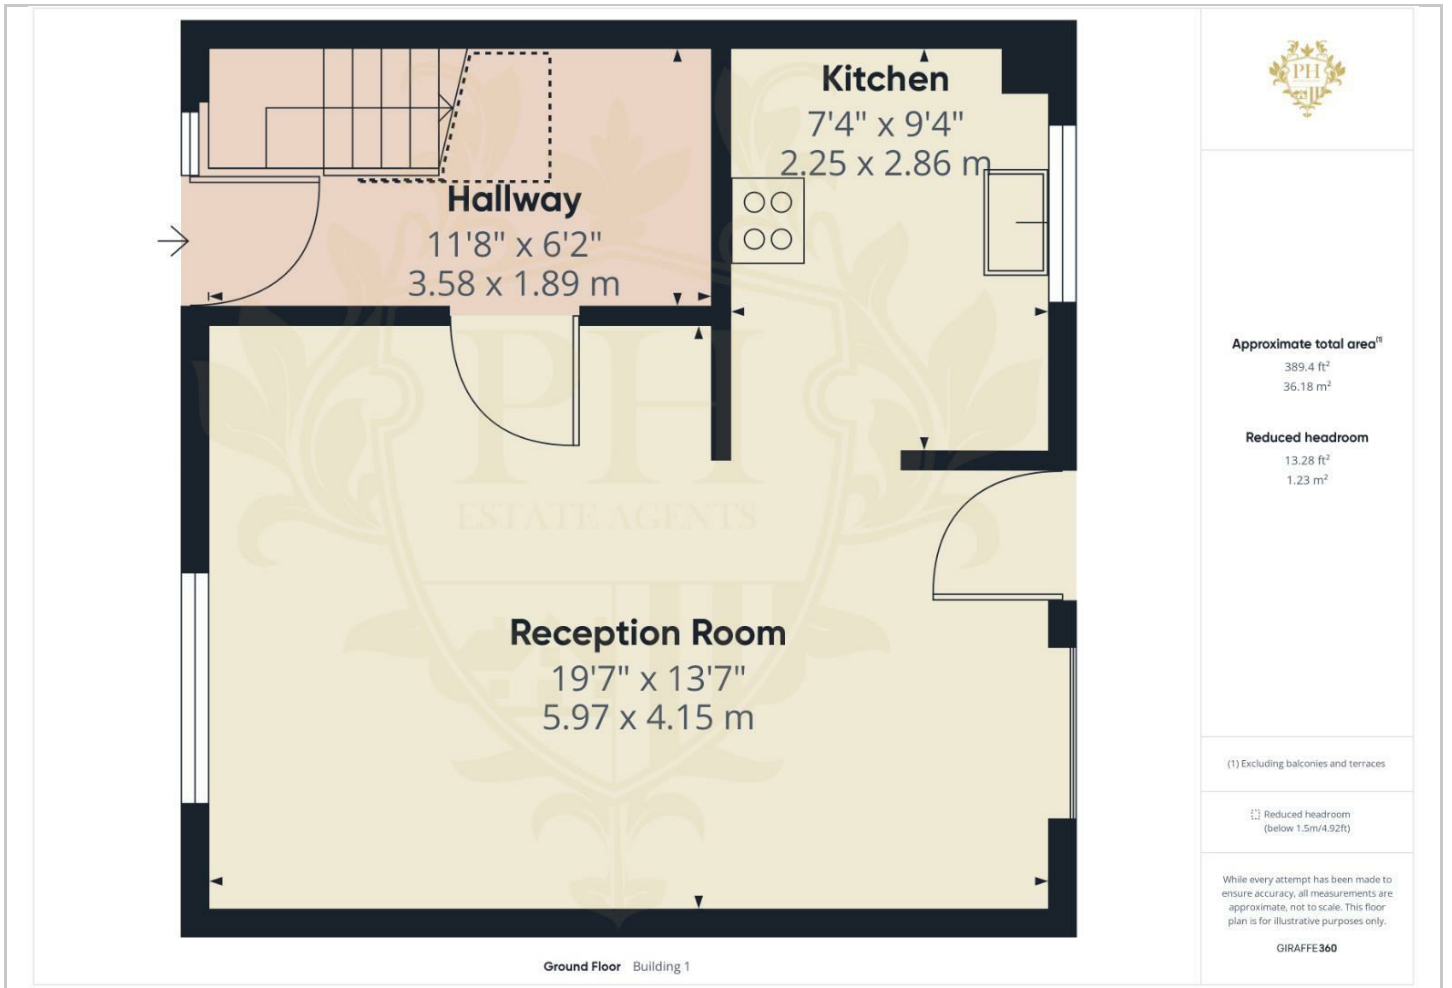 Kitchen
7'4" x 9'4"
2.25 x 2.86 m
Hallway
11'8" x 6'2"
3.58 x 1.89 m
PH
ESTATE AGENTS
Reception Room
19'7" x 13'7"
5.97 x 4.15 m
Ground Floor Building 1
PH
Approximate total area⁽¹⁾
389.4 ft²
36.18 m²
Reduced headroom
13.28 ft²
1.23 m²
(1) Excluding balconies and terraces
Reduced headroom
(below 1.5m/4.92ft)
While every attempt has been made to
ensure accuracy, all measurements are
approximate, not to scale. This floor
plan is for illustrative purposes only.
GIRAFFE360